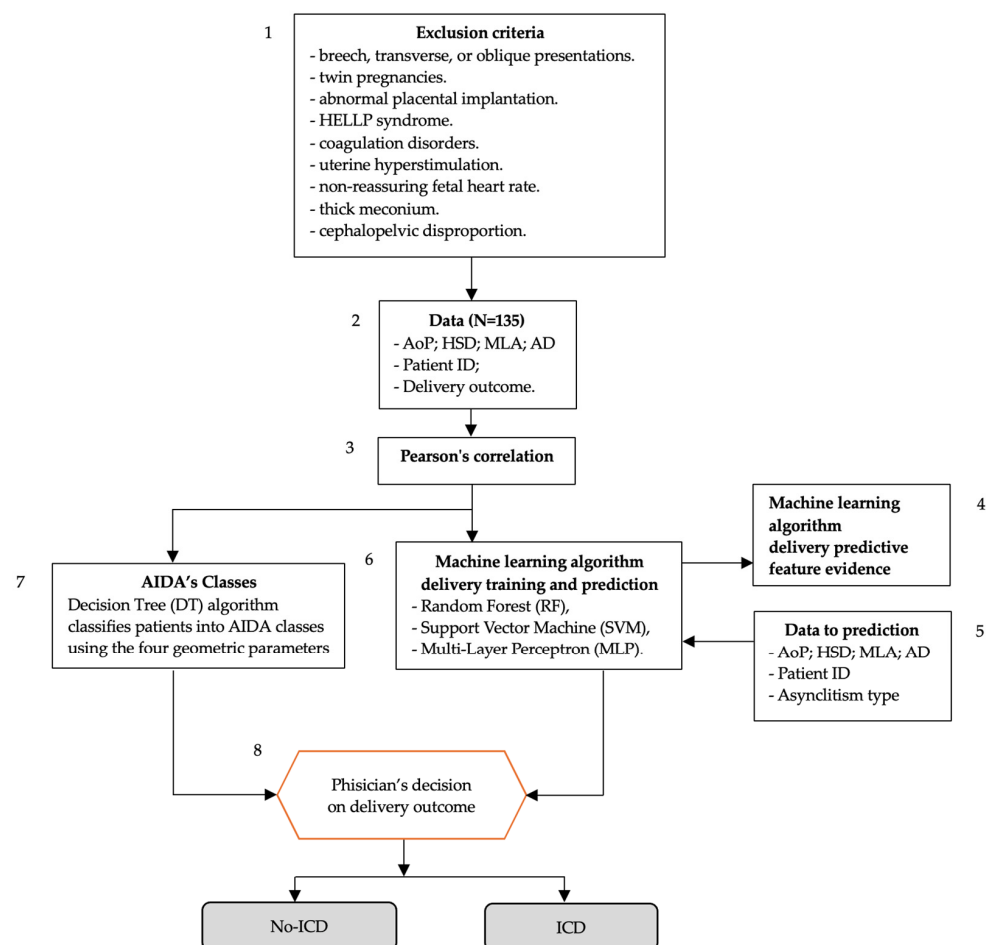 1
Exclusion criteria
- breech, transverse, or oblique presentations.
- twin pregnancies.
- abnormal placental implantation.
- HELLP syndrome.
- coagulation disorders.
- uterine hyperstimulation.
- non-reassuring fetal heart rate.
- thick meconium.
- cephalopelvic disproportion.
2
Data (N=135)
- AoP; HSD; MLA; AD
- Patient ID;
- Delivery outcome.
3
Pearson's correlation
4
Machine learning
algorithm
delivery predictive
feature evidence
5
Data to prediction
- AoP; HSD; MLA; AD
- Patient ID
- Asynclitism type
6
Machine learning algorithm
delivery training and prediction
- Random Forest (RF),
- Support Vector Machine (SVM),
- Multi-Layer Perceptron (MLP).
7
AIDA's Classes
Decision Tree (DT) algorithm
classifies patients into AIDA classes
using the four geometric parameters
8
Phisician's decision
on delivery outcome
No-ICD
ICD